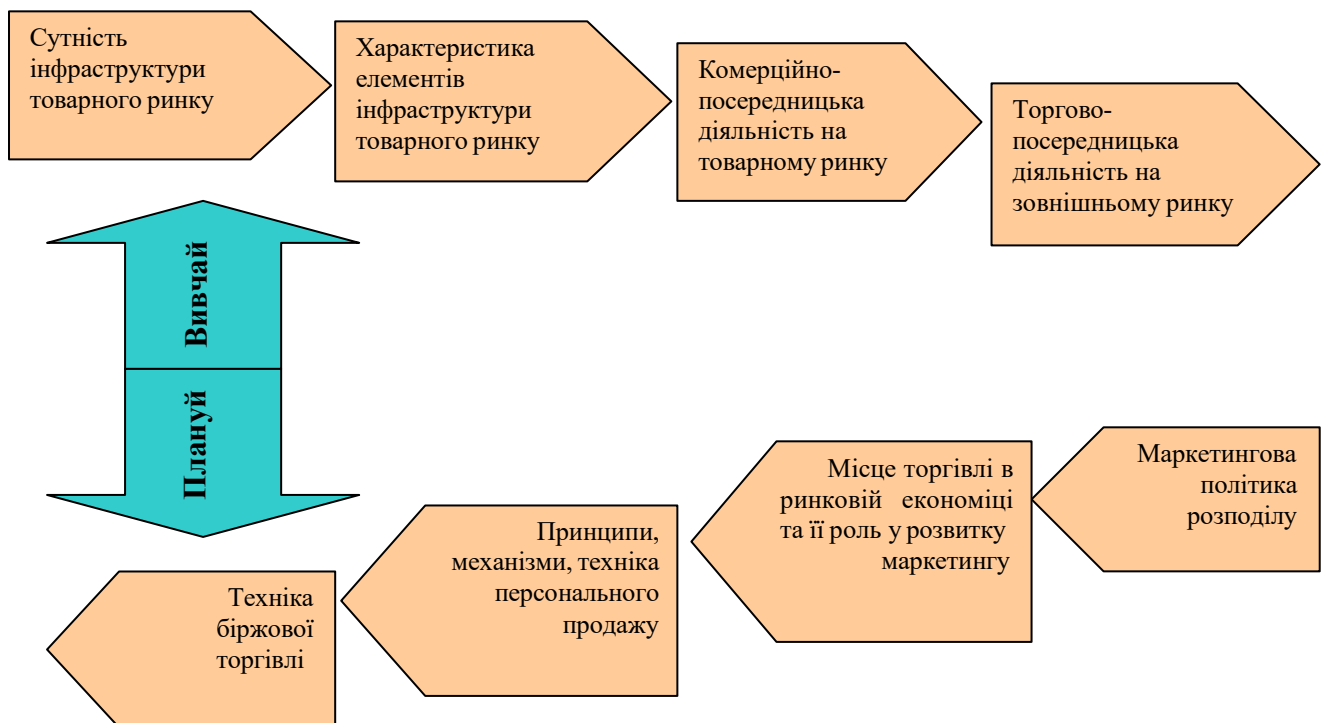 Сутність
інфраструктури
товарного ринку
Характеристика
елементів
інфраструктури
товарного ринку
Комерційно-
посередницька
діяльність на
товарному ринку
Торгово-
посередницька
діяльність на
зовнішньому ринку
Вивчай
Плануй
Маркетингова
політика
розподілу
Місце торгівлі в
ринковій економіці
та її роль у розвитку
маркетингу
Принципи,
механізми, техніка
персонального
продажу
Техніка
біржової
торгівлі